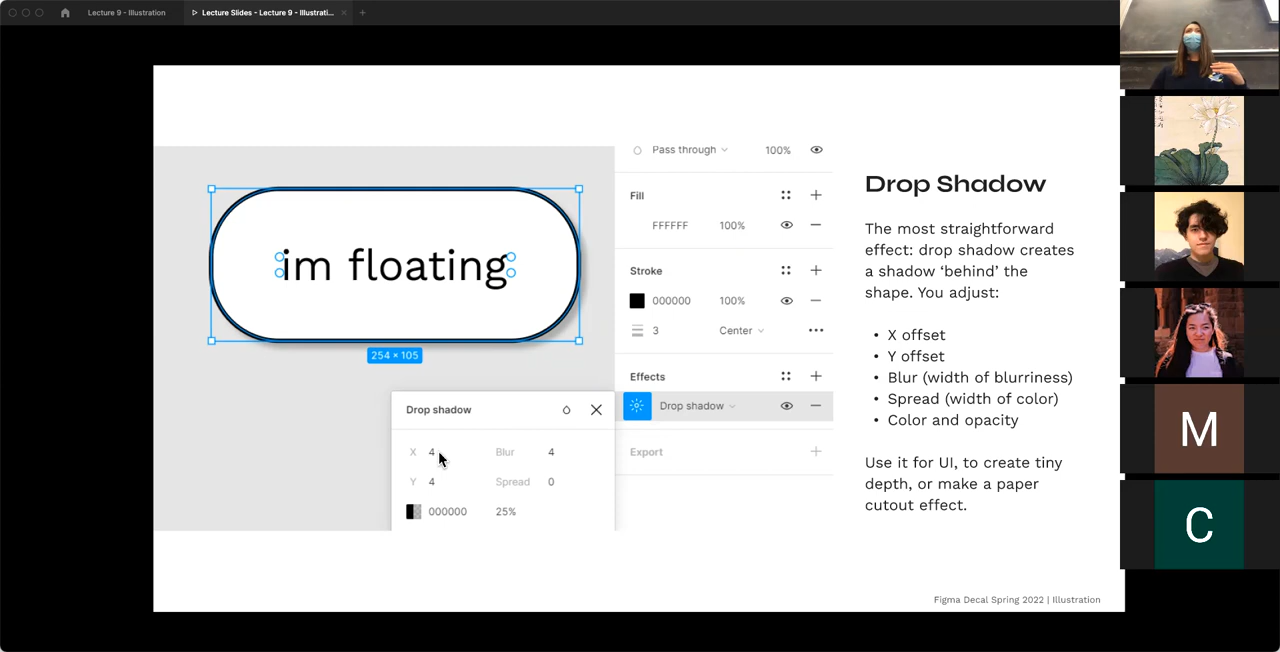 Lecture 9 - Illustration
Lecture Slides - Lecture 9 - Illustrati...
im floating
254 × 105
Pass through 100%
Fill
FFFFFF 100%
Stroke
000000 100%
3 Center
Effects
Drop shadow
Export
Drop shadow
X 4 Blur 4
Y 4 Spread 0
000000 25%
Drop Shadow
The most straightforward
effect: drop shadow creates
a shadow ‘behind’ the
shape. You adjust:
• X offset
• Y offset
• Blur (width of blurriness)
• Spread (width of color)
• Color and opacity
Use it for UI, to create tiny
depth, or make a paper
cutout effect.
Figma Decal Spring 2022 | Illustration
M
C